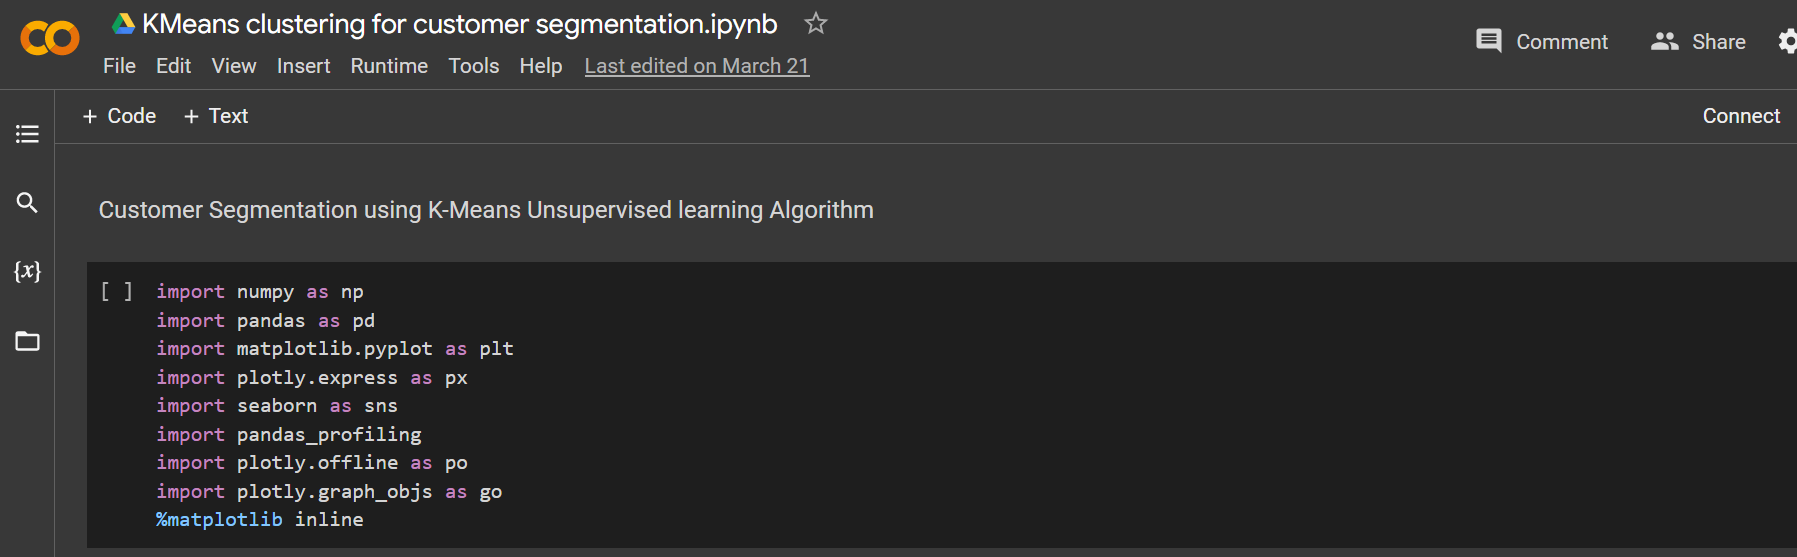 KMeans clustering for customer segmentation.ipynb
File Edit View Insert Runtime Tools Help Last edited on March 21
Comment Share
+ Code + Text
Connect
Customer Segmentation using K-Means Unsupervised learning Algorithm
{x}
[ ] import numpy as np
import pandas as pd
import matplotlib.pyplot as plt
import plotly.express as px
import seaborn as sns
import pandas_profiling
import plotly.offline as po
import plotly.graph_objs as go
%matplotlib inline